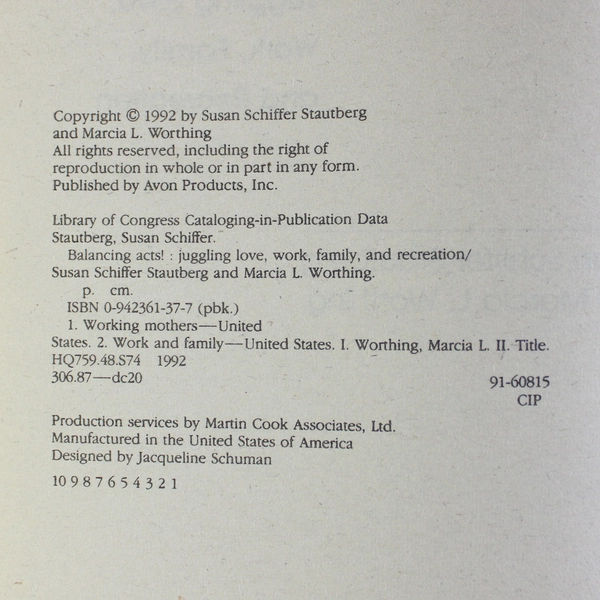 Copyright © 1992 by Susan Schiffer Stautberg
and Marcia L. Worthing
All rights reserved, including the right of
reproduction in whole or in part in any form.
Published by Avon Products, Inc.
Library of Congress Cataloging-in-Publication Data
Stautberg, Susan Schiffer.
Balancing acts! : juggling love, work, family, and recreation/
Susan Schiffer Stautberg and Marcia L. Worthing.
p. cm.
ISBN 0-942361-37-7 (pbk.)
1. Working mothers—United
States. 2. Work and family—United States. I. Worthing, Marcia L. II. Title.
HQ759.48.S74 1992
306.87—dc20
91-60815
CIP
Production services by Martin Cook Associates, Ltd.
Manufactured in the United States of America
Designed by Jacqueline Schuman
10 9 8 7 6 5 4 3 2 1